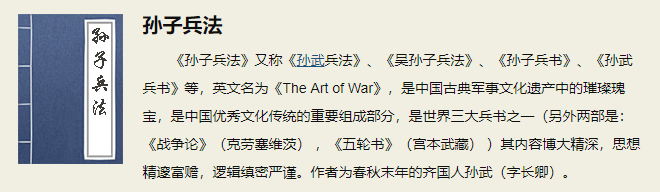 孙子兵法
孙子兵法
《孙子兵法》又称《孙武兵法》、《吴孙子兵法》、《孙子兵书》、《孙武
兵书》等，英文名为《The Art of War》，是中国古典军事文化遗产中的璀璨瑰
宝，是中国优秀文化传统的重要组成部分，是世界三大兵书之一（另外两部是：
《战争论》（克劳塞维茨），《五轮书》（宫本武藏） ）其内容博大精深，思想
精邃富赡，逻辑缜密严谨。作者为春秋末年的齐国人孙武（字长卿）。